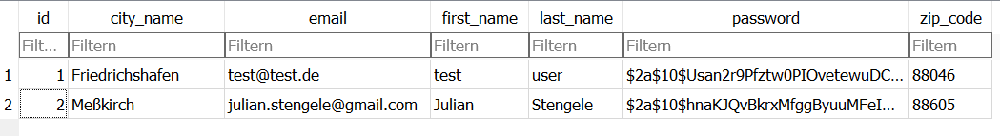 id city_name email first_name last_name password zip_code
Filt... Filtern Filtern Filtern Filtern Filtern Filtern
1 1 Friedrichshafen test@test.de test user $2a$10$Usan2r9Pfztw0PIOvetewuDC... 88046
2 2 Meßkirch julian.stengele@gmail.com Julian Stengele $2a$10$hnaKJQvBkrxMfggByuuMFeI... 88605